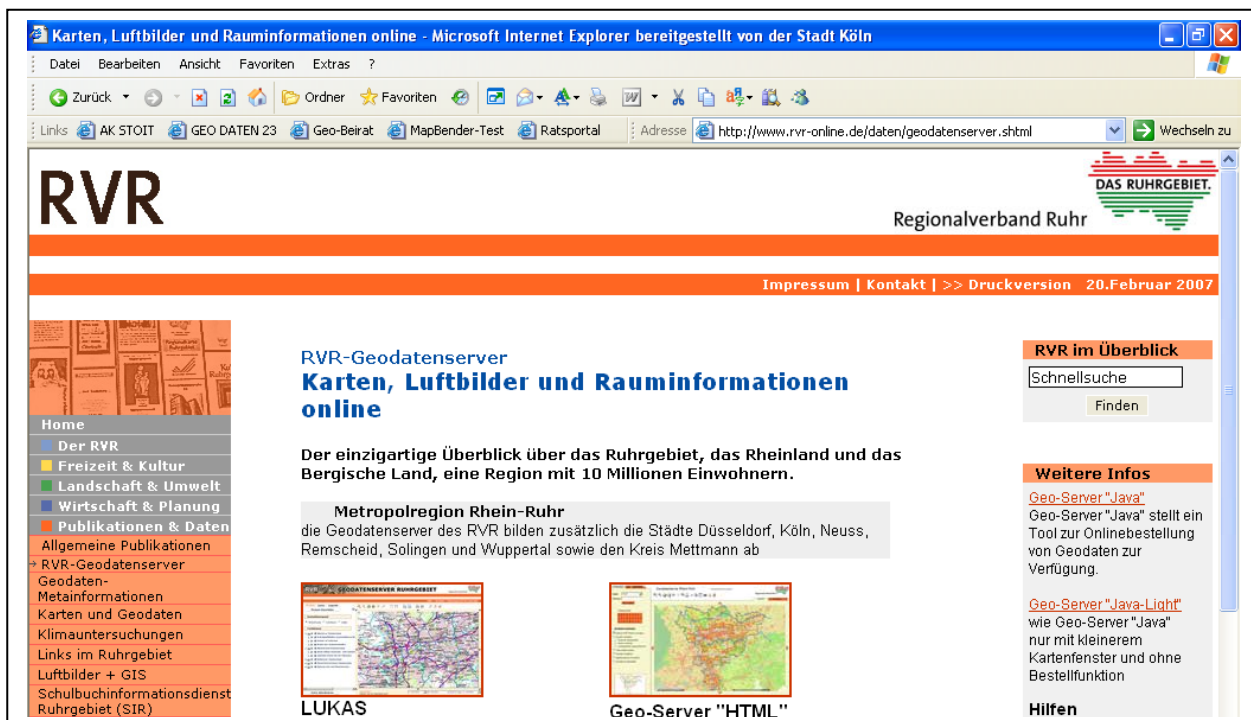 Karten, Luftbilder und Rauminformationen online - Microsoft Internet Explorer bereitgestellt von der Stadt Köln
Datei Bearbeiten Ansicht Favoriten Extras ?
Zurück Ordner Favoriten
Links AK STOIT GEO DATEN 23 Geo-Beirat MapBender-Test Ratsportal Adresse http://www.rvr-online.de/daten/geodatenserver.shtml Wechseln zu
RVR
DAS RUHRGEBIET.
Regionalverband Ruhr
Impressum | Kontakt | >> Druckversion 20.Februar 2007
Home
Der RVR
Freizeit & Kultur
Landschaft & Umwelt
Wirtschaft & Planung
Publikationen & Daten
Allgemeine Publikationen
RVR-Geodatenserver
Geodaten-
Metainformationen
Karten und Geodaten
Klimauntersuchungen
Links im Ruhrgebiet
Luftbilder + GIS
Schulbuchinformationsdienst
Ruhrgebiet (SIR)
RVR-Geodatenserver
Karten, Luftbilder und Rauminformationen
online
Der einzigartige Überblick über das Ruhrgebiet, das Rheinland und das
Bergische Land, eine Region mit 10 Millionen Einwohnern.
Metropolregion Rhein-Ruhr
die Geodatenserver des RVR bilden zusätzlich die Städte Düsseldorf, Köln, Neuss,
Remscheid, Solingen und Wuppertal sowie den Kreis Mettmann ab
GEODATENSERVER RUHRGEBIET
LUKAS
Geo-Server "HTML"
RVR im Überblick
Schnellsuche
Finden
Weitere Infos
Geo-Server "Java"
Geo-Server "Java" stellt ein
Tool zur Onlinebestellung
von Geodaten zur
Verfügung.
Geo-Server "Java-Light"
wie Geo-Server "Java"
nur mit kleinerem
Kartenfenster und ohne
Bestellfunktion
Hilfen